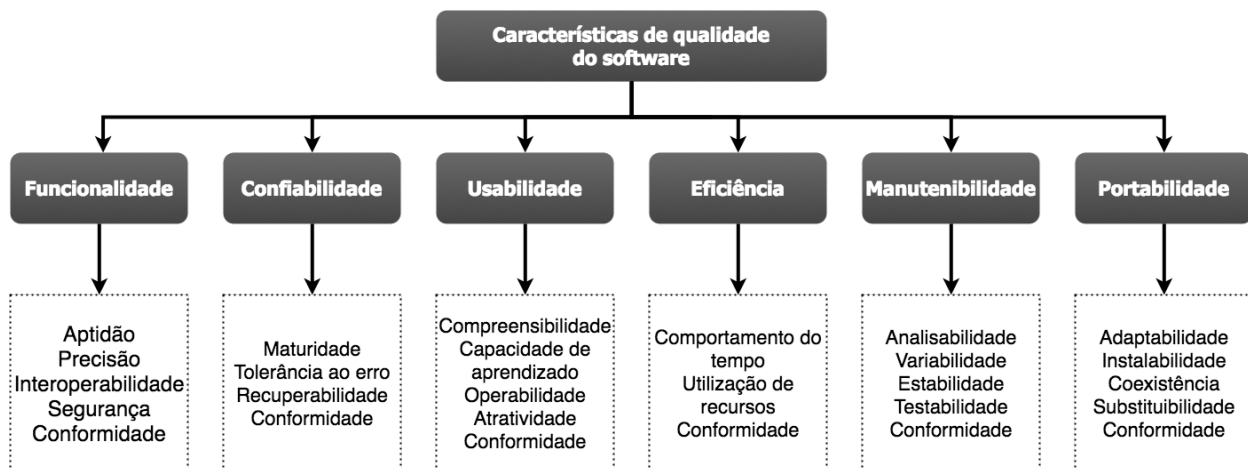 Características de qualidade
do software
Funcionalidade
Confiabilidade
Usabilidade
Eficiência
Manutenibilidade
Portabilidade
Aptidão
Precisão
Interoperabilidade
Segurança
Conformidade
Maturidade
Tolerância ao erro
Recuperabilidade
Conformidade
Compreensibilidade
Capacidade de
aprendizado
Operabilidade
Atratividade
Conformidade
Comportamento do
tempo
Utilização de
recursos
Conformidade
Analisabilidade
Variabilidade
Estabilidade
Testabilidade
Conformidade
Adaptabilidade
Instalabilidade
Coexistência
Substituibilidade
Conformidade